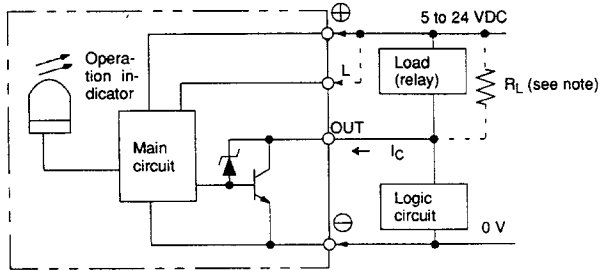 ⊕
5 to 24 VDC
Opera-
tion in-
dicator
L
Load
(relay)
RL (see note)
OUT
IC
Main
circuit
Logic
circuit
⊖
0 V